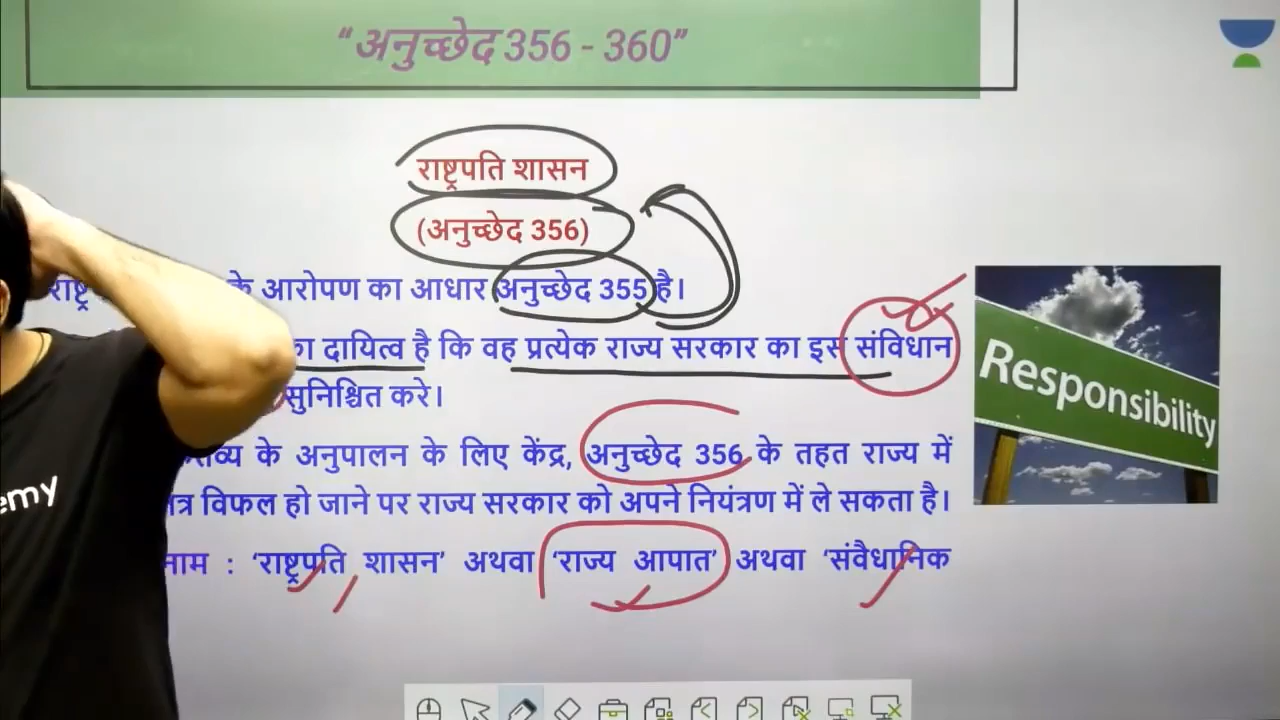 “अनुच्छेद 356 - 360”
राष्ट्रपति शासन
(अनुच्छेद 356)
के आरोपण का आधार अनुच्छेद 355 है।
का दायित्व है कि वह प्रत्येक राज्य सरकार का इस संविधान
सुनिश्चित करे।
के अनुपालन के लिए केंद्र, अनुच्छेद 356 के तहत राज्य में
विफल हो जाने पर राज्य सरकार को अपने नियंत्रण में ले सकता है।
नाम : ‘राष्ट्रपति शासन’ अथवा ‘राज्य आपात’ अथवा ‘संवैधानिक
Responsibility
emy